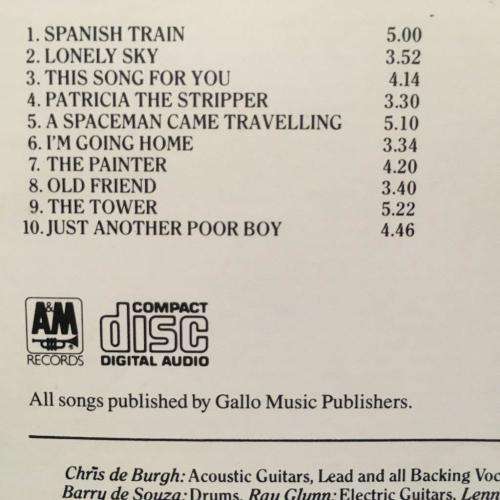 1. SPANISH TRAIN 5.00
2. LONELY SKY 3.52
3. THIS SONG FOR YOU 4.14
4. PATRICIA THE STRIPPER 3.30
5. A SPACEMAN CAME TRAVELLING 5.10
6. I'M GOING HOME 3.34
7. THE PAINTER 4.20
8. OLD FRIEND 3.40
9. THE TOWER 5.22
10. JUST ANOTHER POOR BOY 4.46
A&M
RECORDS
COMPACT
disc
DIGITAL AUDIO
All songs published by Gallo Music Publishers.
Chris de Burgh: Acoustic Guitars, Lead and all Backing Voc
Barry de Souza: Drums, Ray Glynn: Electric Guitars, Lenn